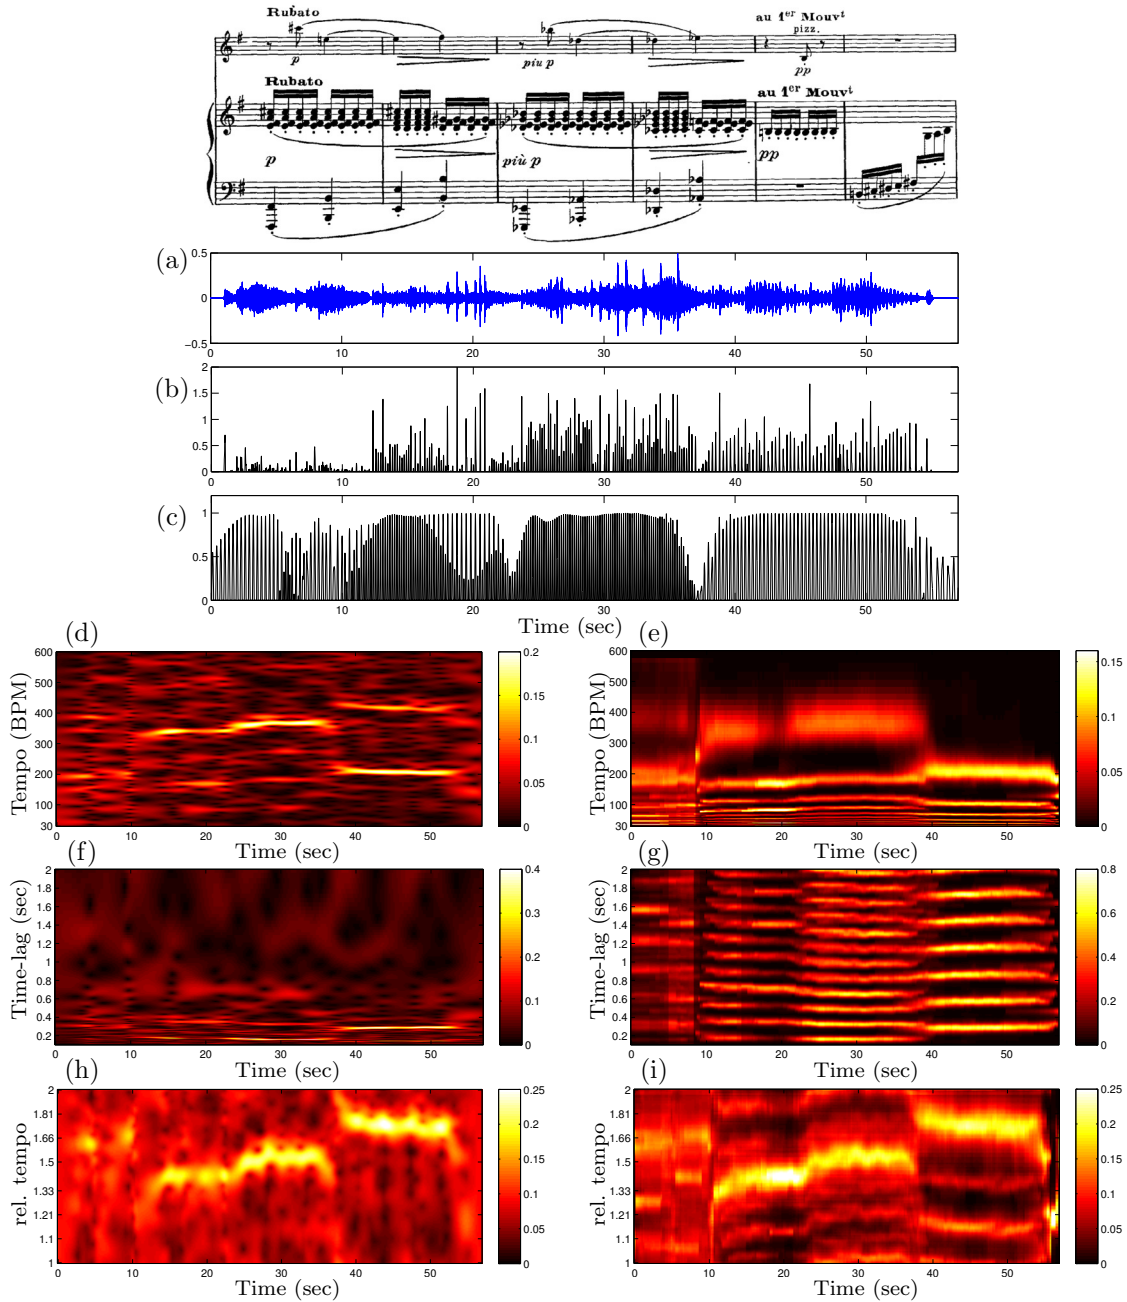 Rubato
au 1er Mouvt
pizz.
p
piu p
pp
Rubato
au 1er Mouvt
p
più p
pp
(a)
0.5
0
−0.5
0 10 20 30 40 50
(b)
2
1.5
1
0.5
0
0 10 20 30 40 50
(c)
1
0.5
0
0 10 20 30 40 50
Time (sec)
(d)
Tempo (BPM)
600
500
400
300
200
100
30
0 10 20 30 40 50
Time (sec)
0.2
0.15
0.1
0.05
0
(e)
Tempo (BPM)
600
500
400
300
200
100
30
0 10 20 30 40 50
Time (sec)
0.15
0.1
0.05
0
(f)
Time-lag (sec)
2
1.8
1.6
1.4
1.2
1
0.8
0.6
0.4
0.2
0 10 20 30 40 50
Time (sec)
0.4
0.3
0.2
0.1
0
(g)
Time-lag (sec)
2
1.8
1.6
1.4
1.2
1
0.8
0.6
0.4
0.2
0 10 20 30 40 50
Time (sec)
0.8
0.6
0.4
0.2
0
(h)
rel. tempo
2
1.81
1.66
1.5
1.33
1.21
1.1
1
0 10 20 30 40 50
Time (sec)
0.25
0.2
0.15
0.1
0.05
0
(i)
rel. tempo
2
1.81
1.66
1.5
1.33
1.21
1.1
1
0 10 20 30 40 50
Time (sec)
0.25
0.2
0.15
0.1
0.05
0